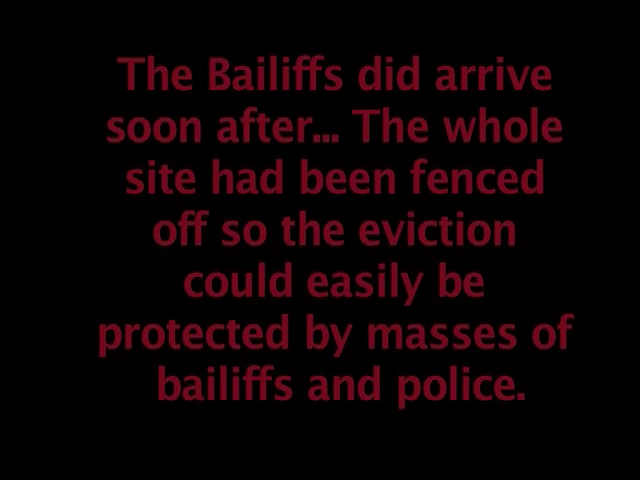 The Bailiffs did arrive
soon after... The whole
site had been fenced
off so the eviction
could easily be
protected by masses of
bailiffs and police.